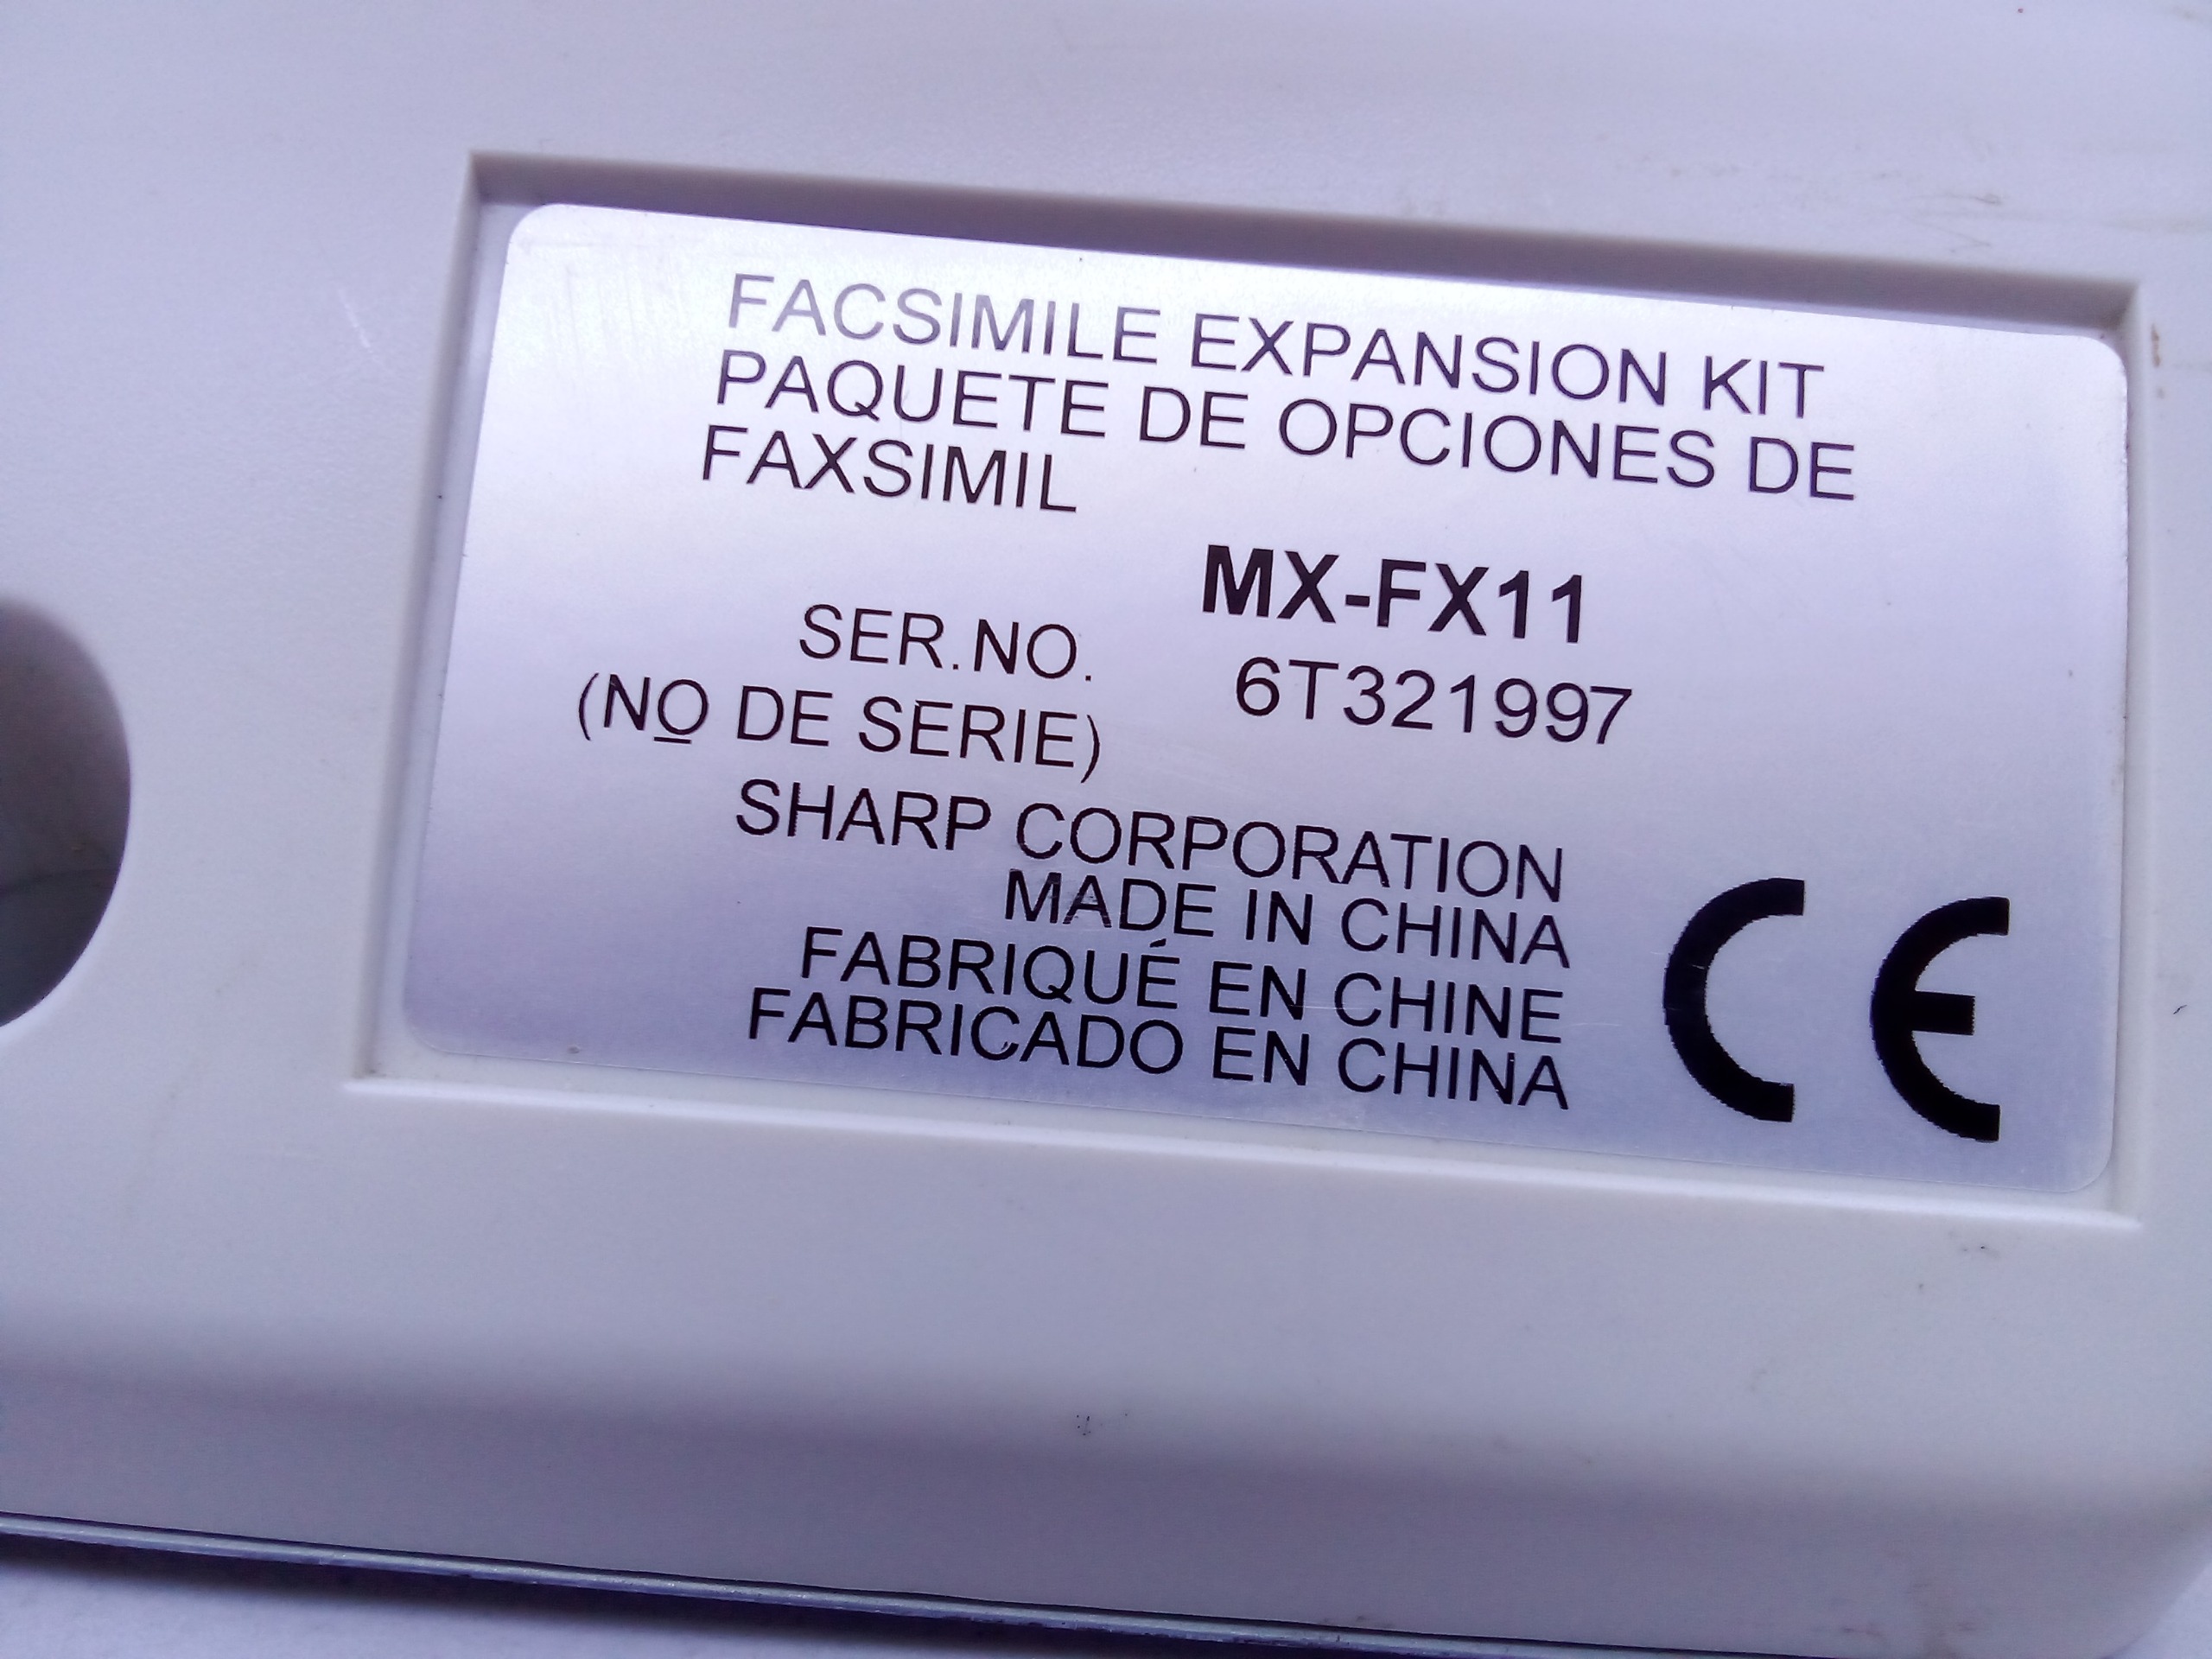 FACSIMILE EXPANSION KIT
PAQUETE DE OPCIONES DE
FAXSIMIL
MX-FX11
SER.NO. 6T321997
(NO DE SERIE)
SHARP CORPORATION
MADE IN CHINA
FABRIQUÉ EN CHINE
FABRICADO EN CHINA
CE